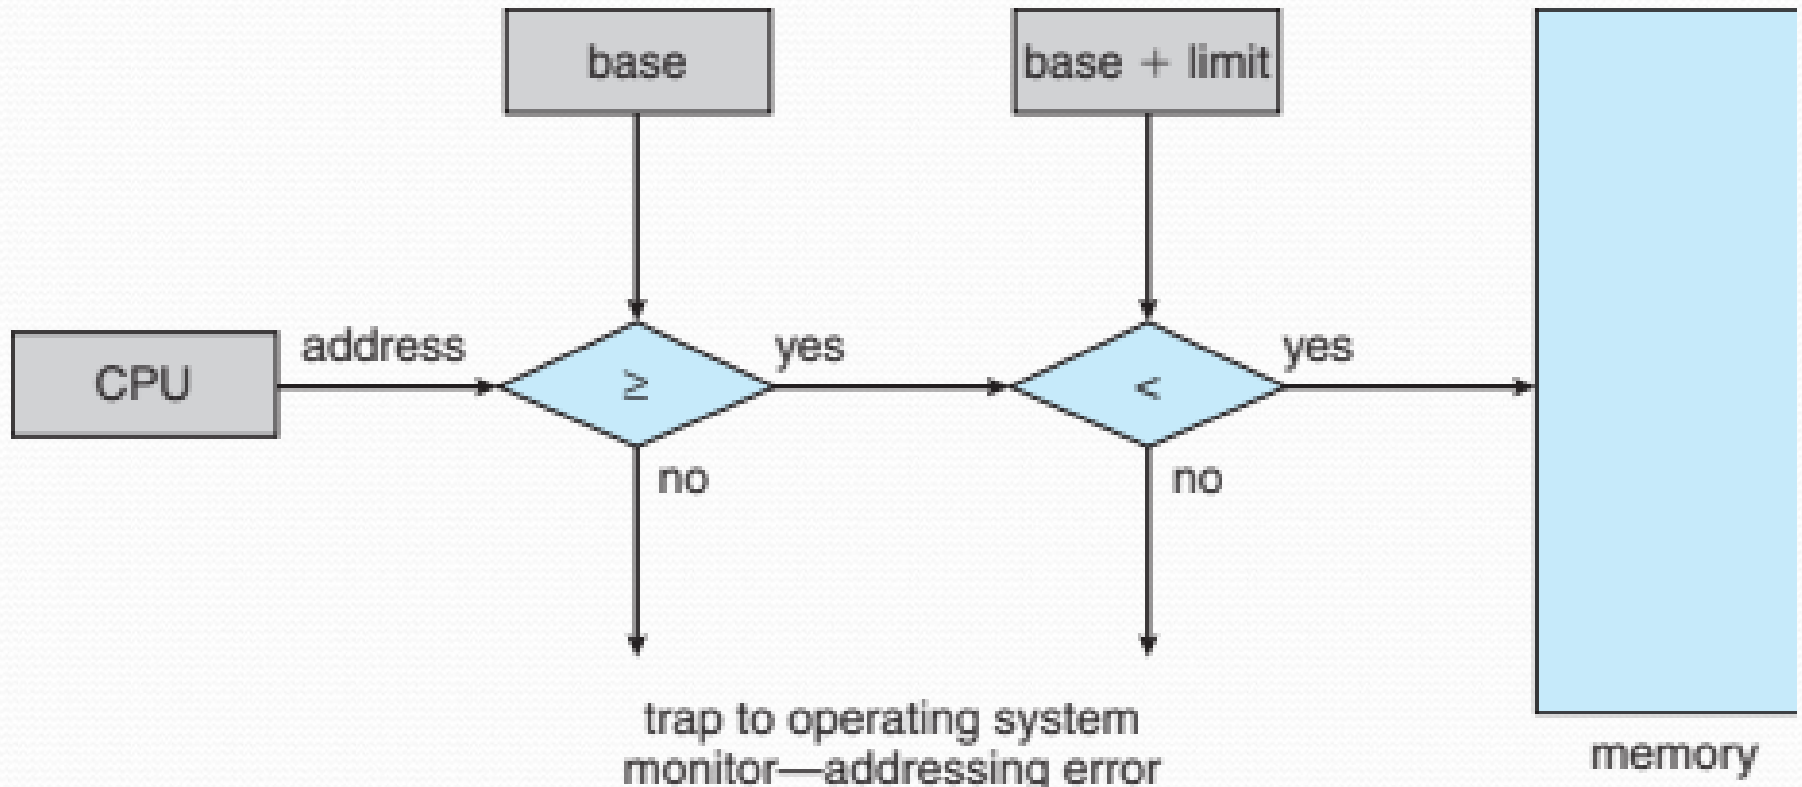 base
base + limit
CPU
address
≥
yes
<
yes
no
no
trap to operating system
monitor—addressing error
memory